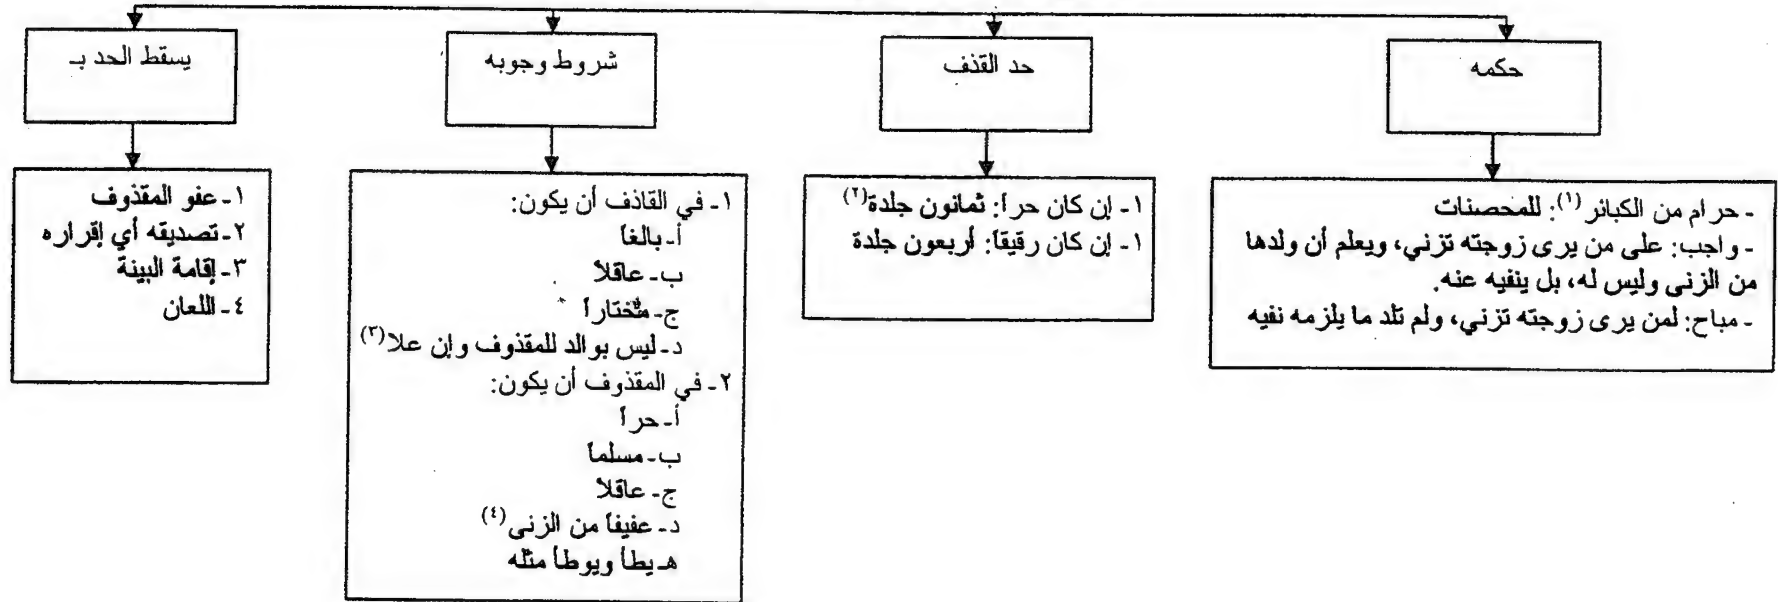 حكمه
- حرام من الكبائر (١): للمحصنات
- واجب: على من يرى زوجته تزني، ويعلم أن ولدها
من الزنى وليس له، بل ينفيه عنه.
- مباح: لمن يرى زوجته تزني، ولم تلد ما يلزمه نفيه
حد القذف
١- إن كان حراً: ثمانون جلدة(٢)
١- إن كان رقيقاً: أربعون جلدة
شروط وجوبه
١- في القاذف أن يكون:
أ- بالغاً
ب- عاقلاً
ج- مختاراً
د- ليس بوالد للمقذوف وإن علا(٣)
٢- في المقذوف أن يكون:
أ- حراً
ب- مسلماً
ج- عاقلاً
د- عفيفاً من الزنى(٤)
هـ يطأ ويوطأ مثله
يسقط الحد بـ
١- عفو المقذوف
٢- تصديقه أي إقراره
٣- إقامة البينة
٤- اللعان